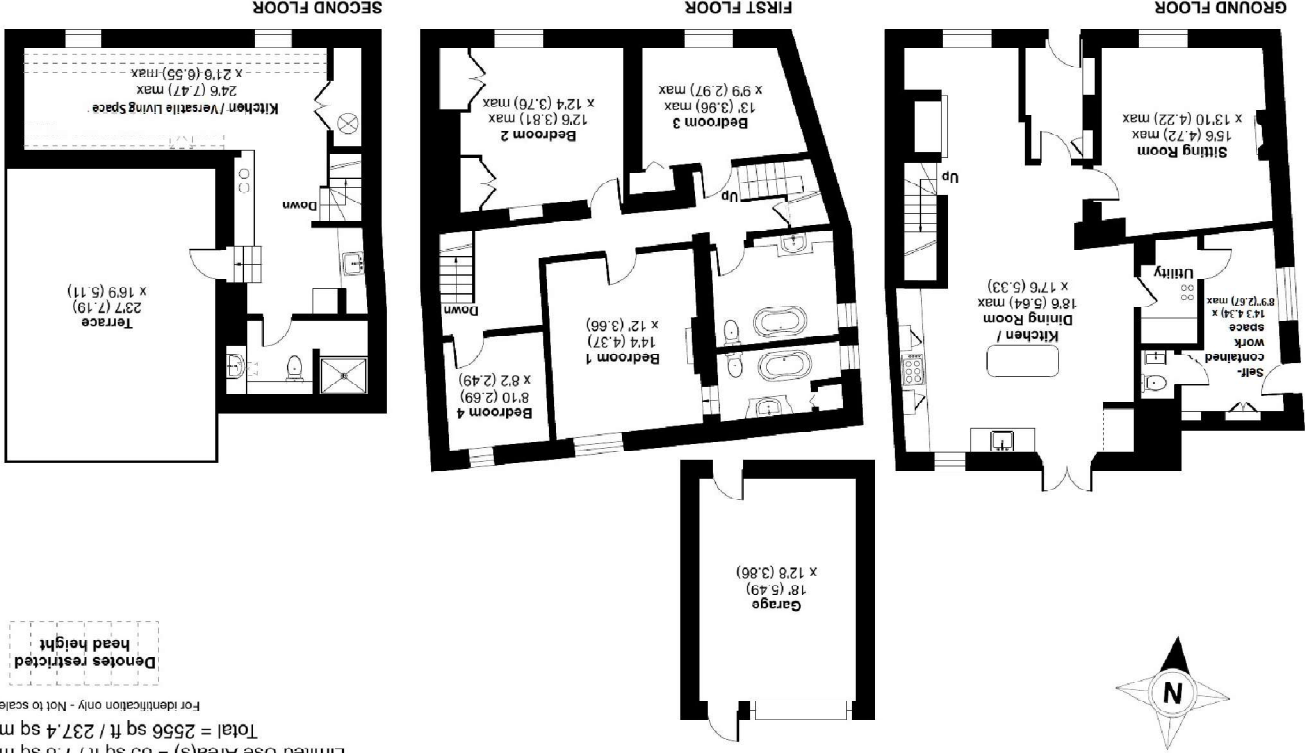 Limited Use Area(s) = sq ft / sq m
Total = 2556 sq ft / 237.4 sq m
For identification only - Not to scale
Denotes restricted
head height
N
Garage
18' (5.49)
x 12'8 (3.86)
Self-
contained
work
space
14'3 4.34) x
8'9"(2.67) max
Utility
Kitchen /
Dining Room
18'6 (5.64) max
x 17'6 (5.33)
Up
Sitting Room
15'6 (4.72) max
x 13'10 (4.22) max
GROUND FLOOR
Bedroom 1
14'4 (4.37)
x 12' (3.66)
Bedroom 4
8'10 (2.69)
x 8'2 (2.49)
Down
Up
Bedroom 3
13' (3.96) max
x 9'9 (2.97) max
Bedroom 2
12'6 (3.81) max
x 12'4 (3.76) max
FIRST FLOOR
Terrace
23'7 (7.19)
x 16'9 (5.11)
Down
Kitchen / Versatile Living Space
24'6 (7.47) max
x 21'6 (6.55) max
SECOND FLOOR